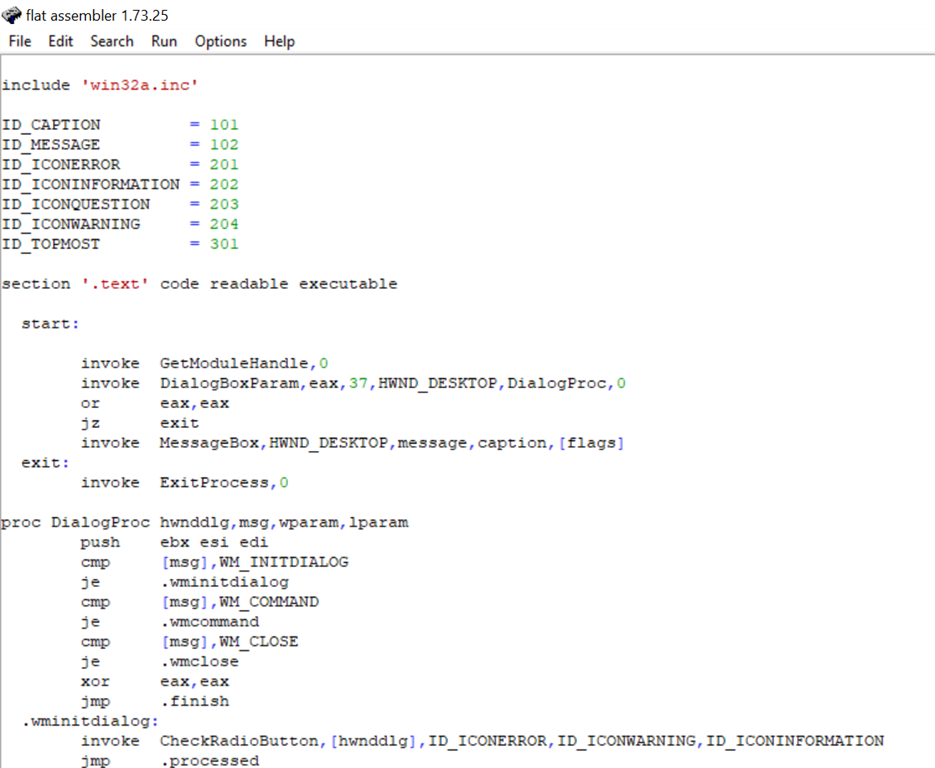 flat assembler 1.73.25
File Edit Search Run Options Help
include 'win32a.inc'
ID_CAPTION = 101
ID_MESSAGE = 102
ID_ICONERROR = 201
ID_ICONINFORMATION = 202
ID_ICONQUESTION = 203
ID_ICONWARNING = 204
ID_TOPMOST = 301
section '.text' code readable executable
start:
invoke GetModuleHandle,0
invoke DialogBoxParam,eax,37,HWND_DESKTOP,DialogProc,0
or eax,eax
jz exit
invoke MessageBox,HWND_DESKTOP,message,caption,[flags]
exit:
invoke ExitProcess,0
proc DialogProc hwnddlg,msg,wparam,lparam
push ebx esi edi
cmp [msg],WM_INITDIALOG
je .wminitdialog
cmp [msg],WM_COMMAND
je .wmcommand
cmp [msg],WM_CLOSE
je .wmclose
xor eax,eax
jmp .finish
.wminitdialog:
invoke CheckRadioButton,[hwnddlg],ID_ICONERROR,ID_ICONWARNING,ID_ICONINFORMATION
jmp .processed